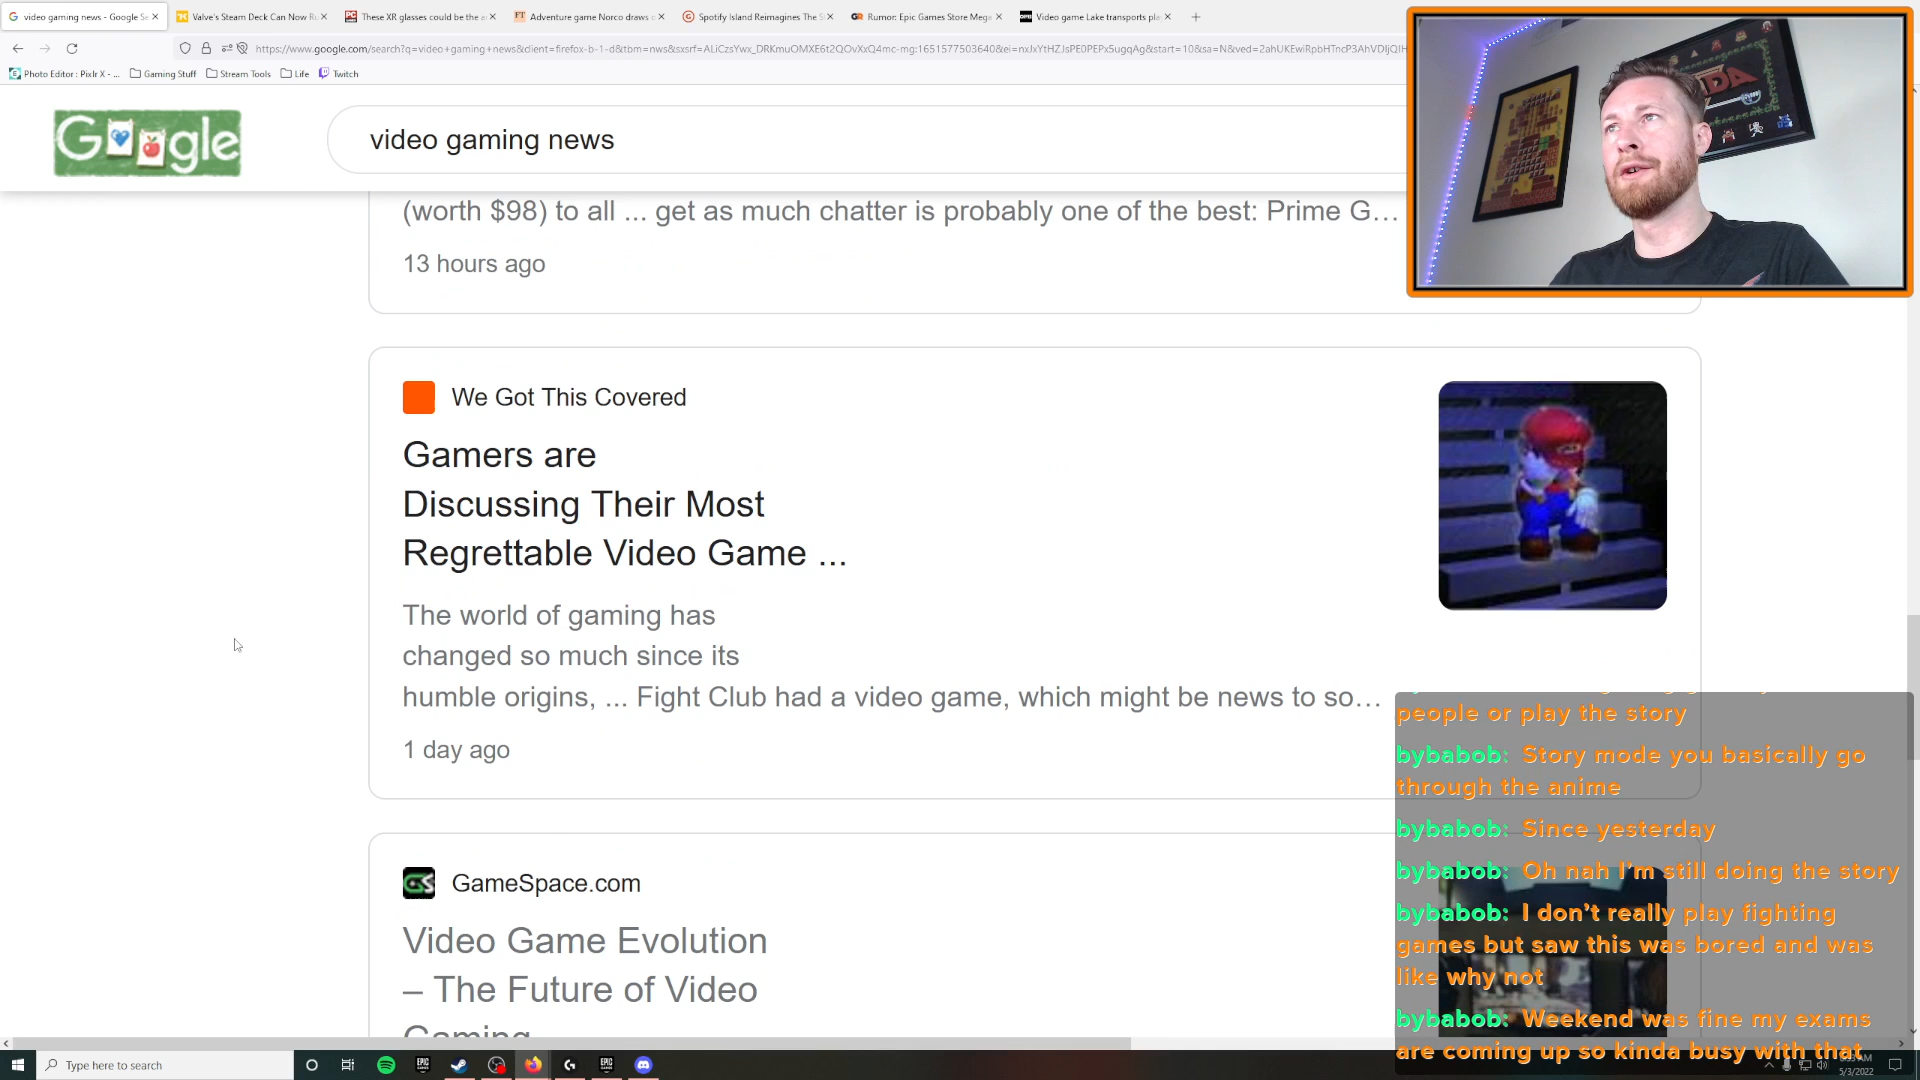 video gaming news - Google Se
Valve's Steam Deck Can Now Ru
These XR glasses could be the a
Adventure game Norco draws o
Spotify Island Reimagines The S
Rumor: Epic Games Store Mega
Video game Lake transports pla
Photo Editor : Pixlr X - ...
Gaming Stuff
Stream Tools
Life
Twitch
Google
video gaming news
(worth $98) to all ... get as much chatter is probably one of the best: Prime G...
13 hours ago
We Got This Covered
Gamers are
Discussing Their Most
Regrettable Video Game ...
The world of gaming has
changed so much since its
humble origins, ... Fight Club had a video game, which might be news to so...
1 day ago
GameSpace.com
Video Game Evolution
– The Future of Video
Gaming
people or play the story
bybabob: Story mode you basically go
through the anime
bybabob: Since yesterday
bybabob: Oh nah I'm still doing the story
bybabob: I don't really play fighting
games but saw this was bored and was
like why not
bybabob: Weekend was fine my exams
are coming up so kinda busy with that
Type here to search
5/3/2022